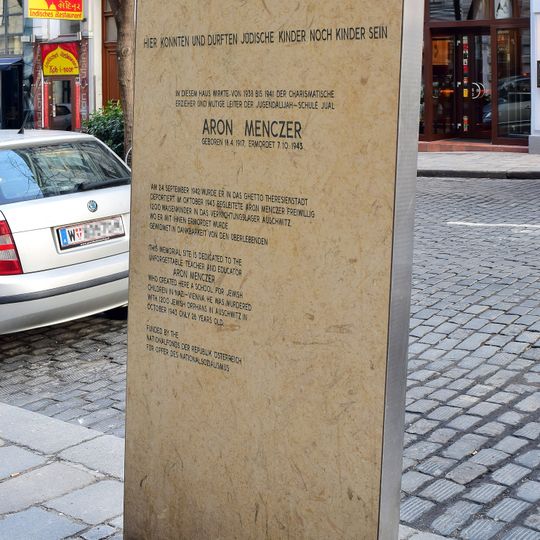 Indisches Restaurant
HIER KONNTEN UND DURFTEN JÜDISCHE KINDER NOCH KINDER SEIN
IN DIESEM HAUS WIRKTE VON 1938 BIS 1941 DER CHARISMATISCHE
ERZIEHER UND MUTIGE LEITER DER JUGENDALIJAH-SCHULE JUAL
ARON MENCZER
GEBOREN 18.4.1917, ERMORDET 7.10.1943.
AM 24. SEPTEMBER 1942 WURDE ER IN DAS GHETTO THERESIENSTADT
DEPORTIERT. IM OKTOBER 1943 BEGLEITETE ARON MENCZER FREIWILLIG
1200 WAISENKINDER IN DAS VERNICHTUNGSLAGER AUSCHWITZ,
WO ER MIT IHNEN ERMORDET WURDE
GEWIDMET IN DANKBARKEIT VON DEN ÜBERLEBENDEN
THIS MEMORIAL SITE IS DEDICATED TO THE
UNFORGETTABLE TEACHER AND EDUCATOR
ARON MENCZER
WHO CREATED HERE A SCHOOL FOR JEWISH
CHILDREN IN NAZI-VIENNA. HE WAS MURDERED
WITH 1200 JEWISH ORPHANS IN AUSCHWITZ IN
OCTOBER 1943 ONLY 26 YEARS OLD.
FUNDED BY THE
NATIONALFONDS DER REPUBLIK ÖSTERREICH
FÜR OPFER DES NATIONALSOZIALISMUS
W